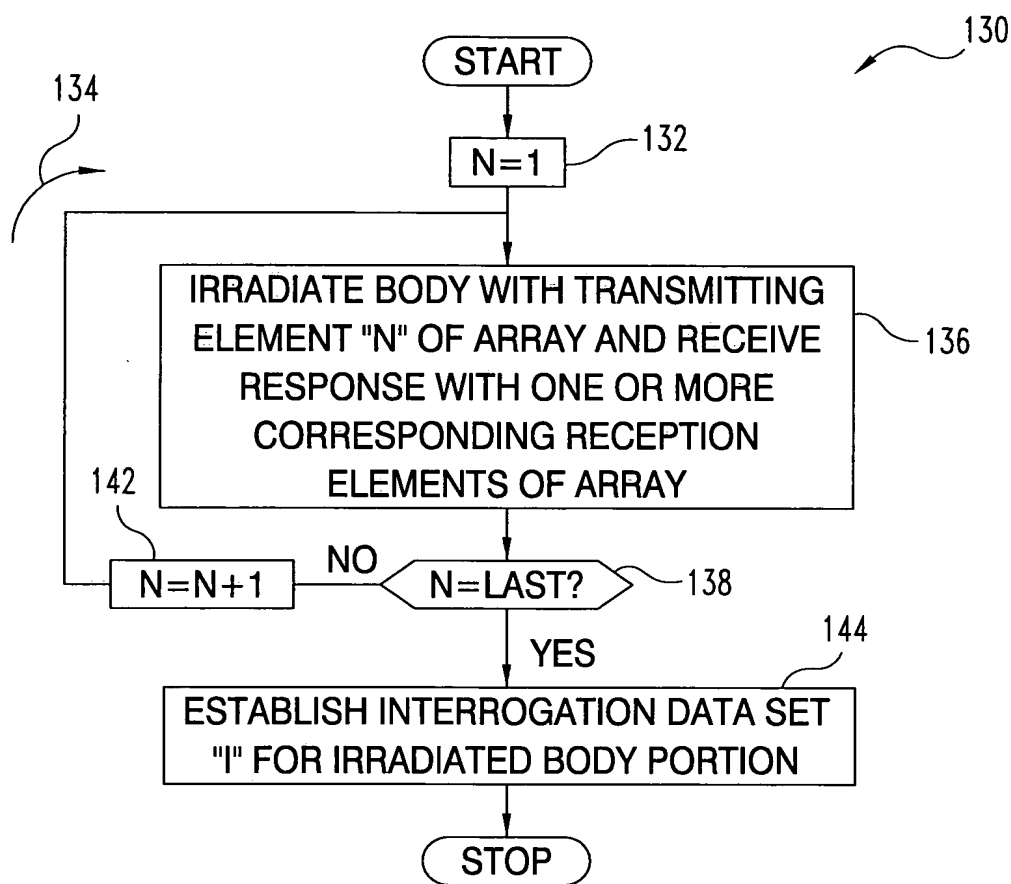 130
START
134
132
N=1
IRRADIATE BODY WITH TRANSMITTING
ELEMENT "N" OF ARRAY AND RECEIVE
RESPONSE WITH ONE OR MORE
CORRESPONDING RECEPTION
ELEMENTS OF ARRAY
136
142
NO
N=N+1
N=LAST?
138
YES
144
ESTABLISH INTERROGATION DATA SET
"I" FOR IRRADIATED BODY PORTION
STOP